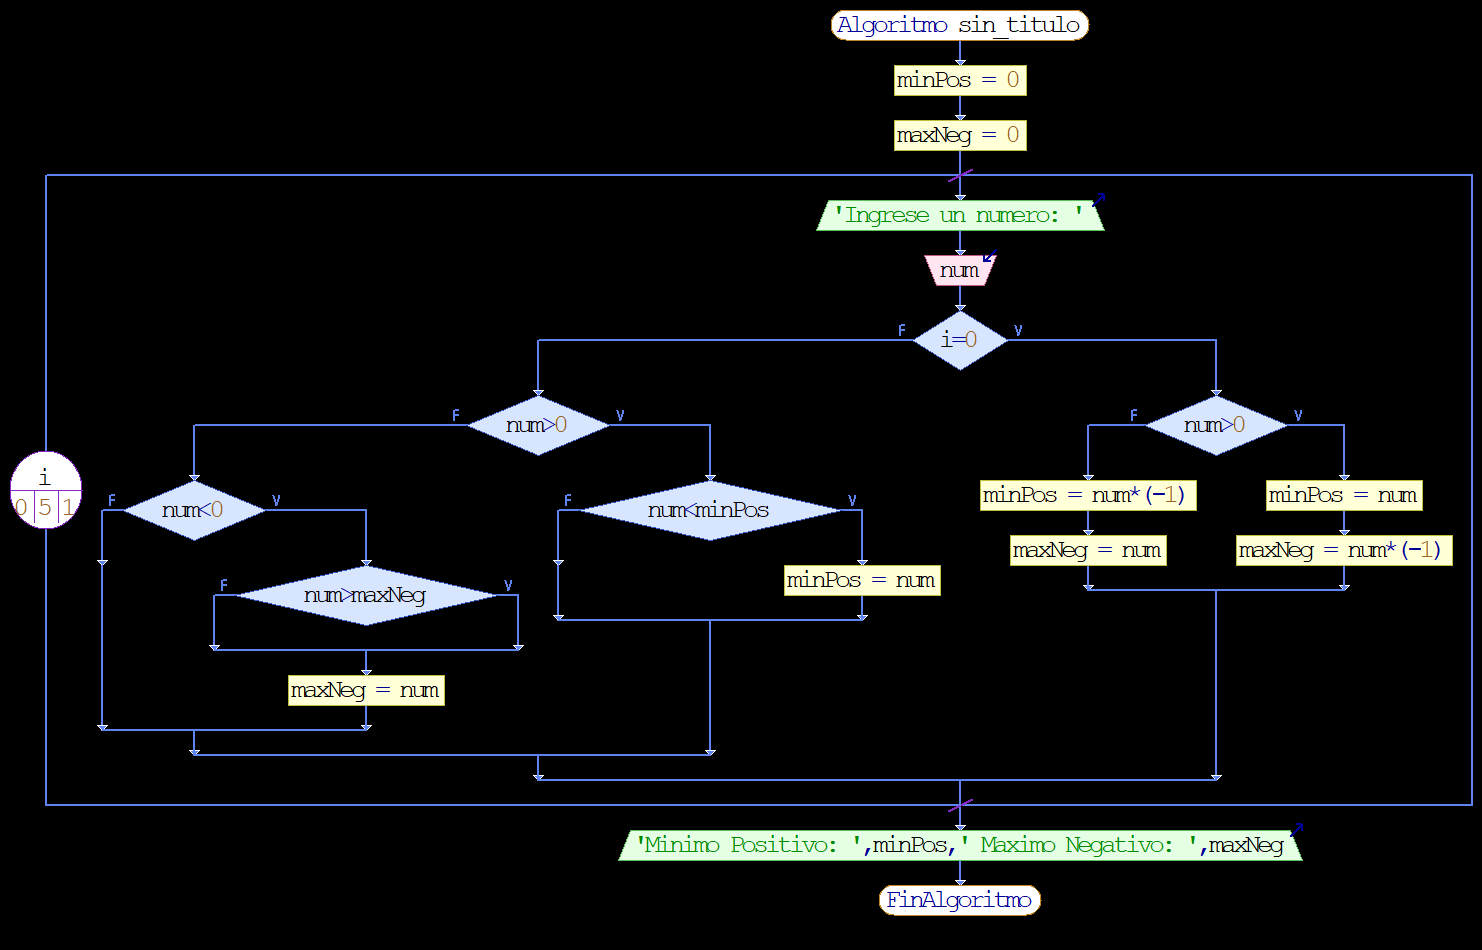 Algoritmo sin_titulo
minPos = 0
maxNeg = 0
'Ingrese un numero: '
num
F
V
i=0
F
V
num>0
F
V
num>0
i
0 5 1
F
V
num<0
F
V
num<minPos
minPos = num*(-1)
minPos = num
maxNeg = num
maxNeg = num*(-1)
F
V
num>maxNeg
minPos = num
maxNeg = num
'Minimo Positivo: ',minPos,' Maximo Negativo: ',maxNeg
FinAlgoritmo